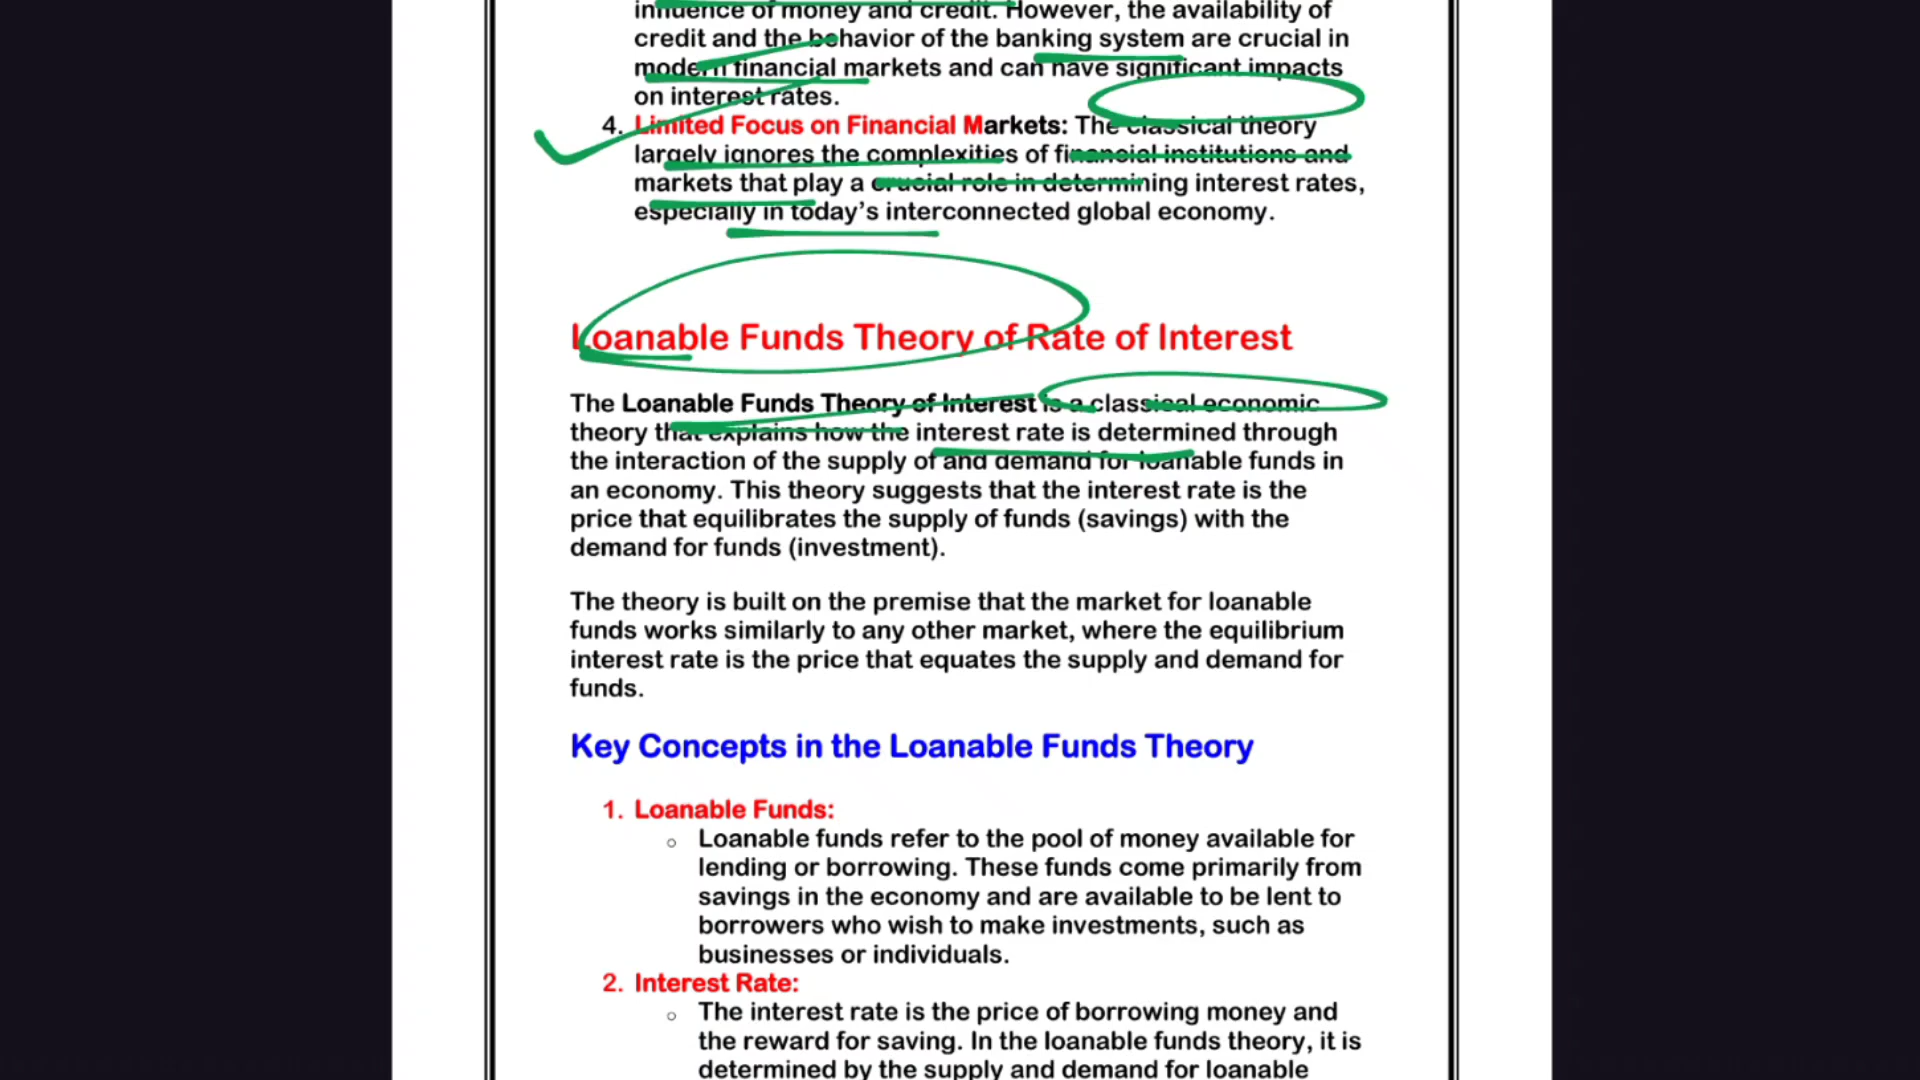 influence of money and credit. However, the availability of
credit and the behavior of the banking system are crucial in
modern financial markets and can have significant impacts
on interest rates.
4. Limited Focus on Financial Markets: The classical theory
largely ignores the complexities of financial institutions and
markets that play a crucial role in determining interest rates,
especially in today’s interconnected global economy.
Loanable Funds Theory of Rate of Interest
The Loanable Funds Theory of Interest is a classical economic
theory that explains how the interest rate is determined through
the interaction of the supply of and demand for loanable funds in
an economy. This theory suggests that the interest rate is the
price that equilibrates the supply of funds (savings) with the
demand for funds (investment).
The theory is built on the premise that the market for loanable
funds works similarly to any other market, where the equilibrium
interest rate is the price that equates the supply and demand for
funds.
Key Concepts in the Loanable Funds Theory
1. Loanable Funds:
○ Loanable funds refer to the pool of money available for
lending or borrowing. These funds come primarily from
savings in the economy and are available to be lent to
borrowers who wish to make investments, such as
businesses or individuals.
2. Interest Rate:
○ The interest rate is the price of borrowing money and
the reward for saving. In the loanable funds theory, it is
determined by the supply and demand for loanable